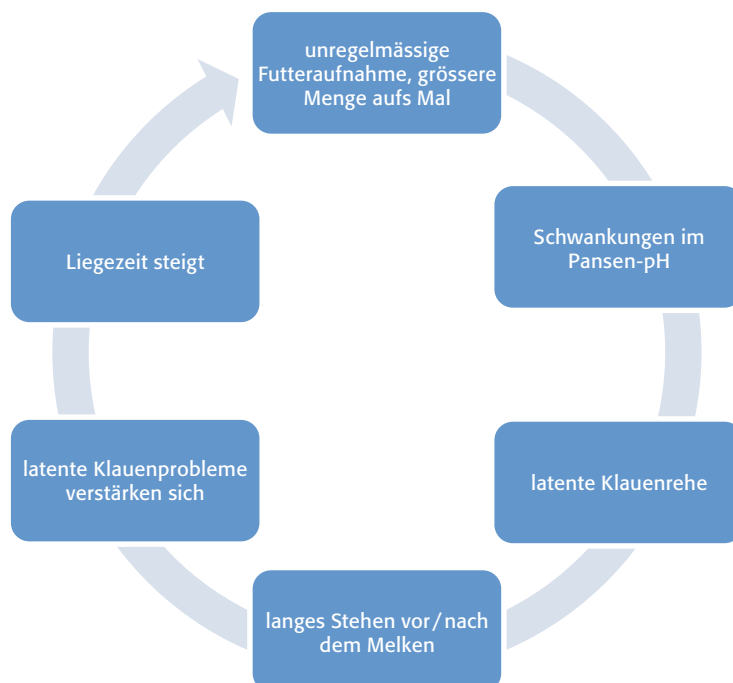 unregelmässige
Futteraufnahme, grössere
Menge aufs Mal
Schwankungen im
Pansen-pH
latente Klauenrehe
langes Stehen vor/nach
dem Melken
latente Klauenprobleme
verstärken sich
Liegezeit steigt